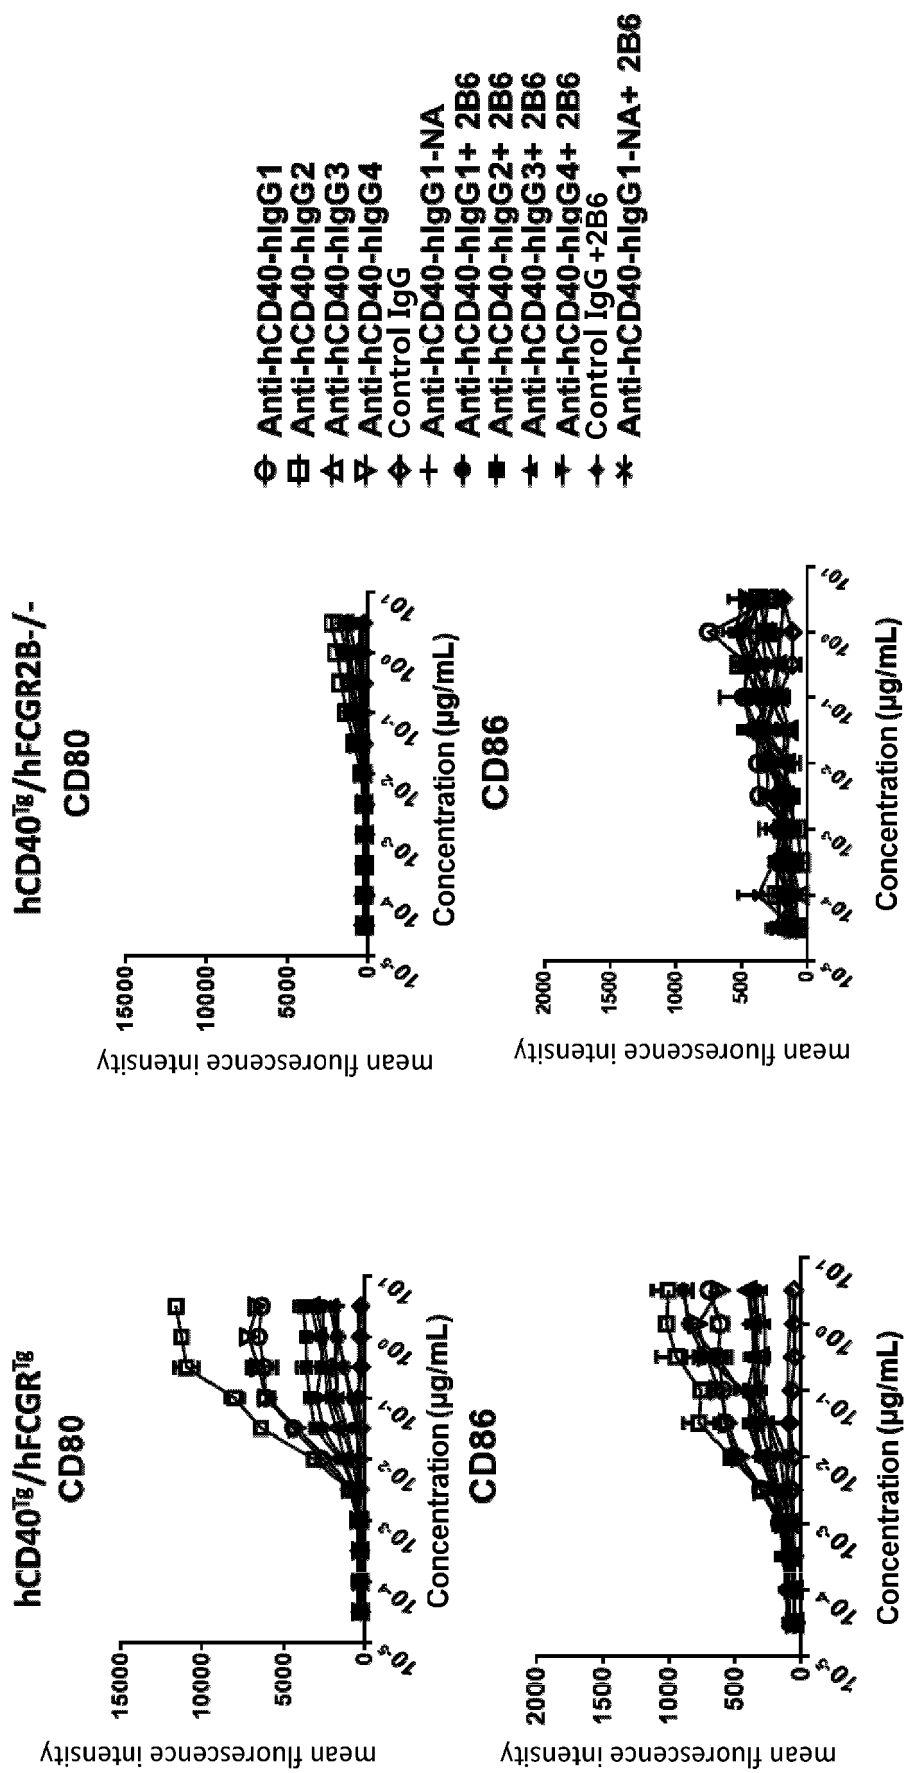 hCD40Tg/hFCGRTg
CD80
mean fluorescence intensity
15000
10000
5000
0
10-5
10-4
10-3
10-2
10-1
100
101
Concentration (µg/mL)
CD86
mean fluorescence intensity
2000
1500
1000
500
0
10-5
10-4
10-3
10-2
10-1
100
101
Concentration (µg/mL)
hCD40Tg/hFCGR2B-/-
CD80
mean fluorescence intensity
15000
10000
5000
0
10-5
10-4
10-3
10-2
10-1
100
101
Concentration (µg/mL)
CD86
mean fluorescence intensity
2000
1500
1000
500
0
10-5
10-4
10-3
10-2
10-1
100
101
Concentration (µg/mL)
Anti-hCD40-hIgG1
Anti-hCD40-hIgG2
Anti-hCD40-hIgG3
Anti-hCD40-hIgG4
Control IgG
Anti-hCD40-hIgG1-NA
Anti-hCD40-hIgG1+ 2B6
Anti-hCD40-hIgG2+ 2B6
Anti-hCD40-hIgG3+ 2B6
Anti-hCD40-hIgG4+ 2B6
Control IgG +2B6
Anti-hCD40-hIgG1-NA+ 2B6